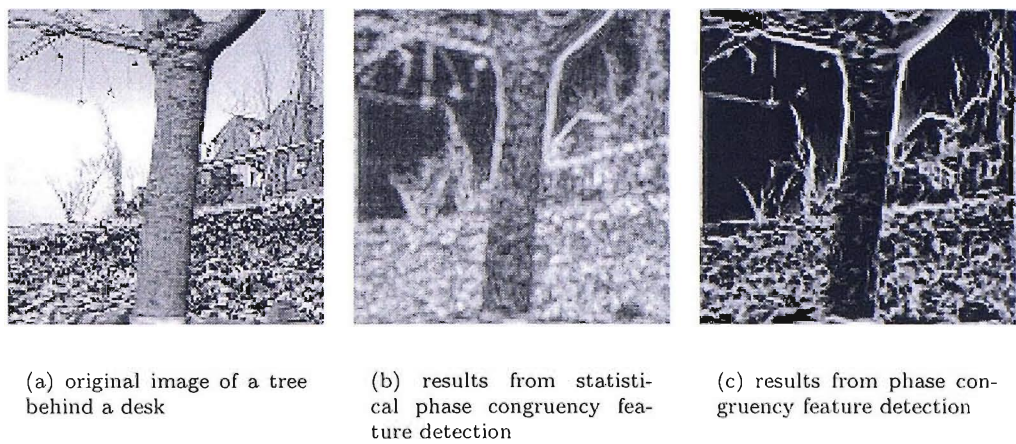 (a) original image of a tree
behind a desk
(b) results from statisti-
cal phase congruency fea-
ture detection
(c) results from phase con-
gruency feature detection